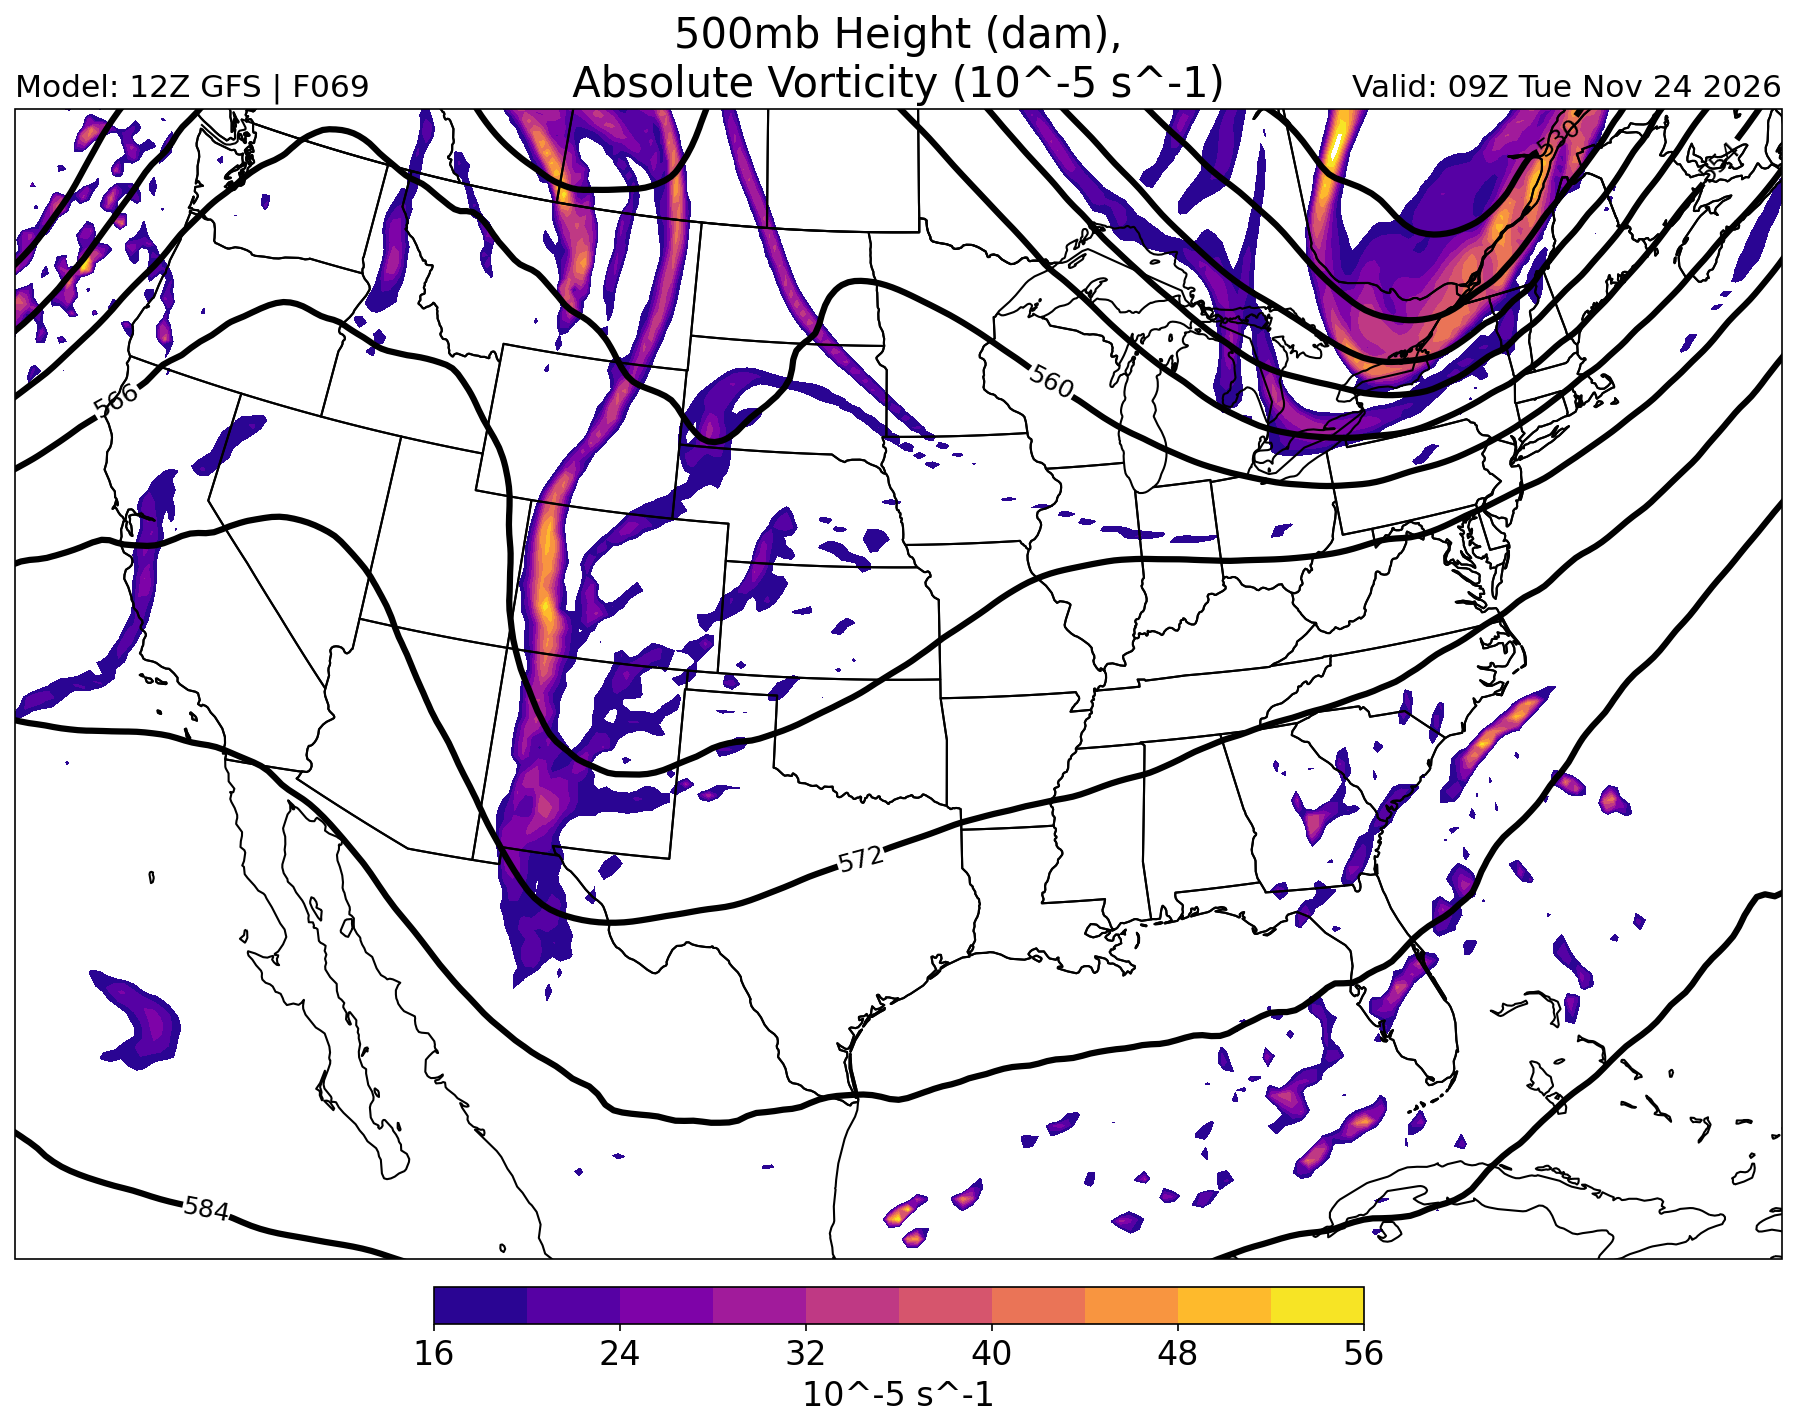 500mb Height (dam),
Absolute Vorticity (10^-5 s^-1)
Model: 12Z GFS | F069
Valid: 09Z Tue Nov 24 2026
530
566
560
572
584
16 24 32 40 48 56
10^-5 s^-1